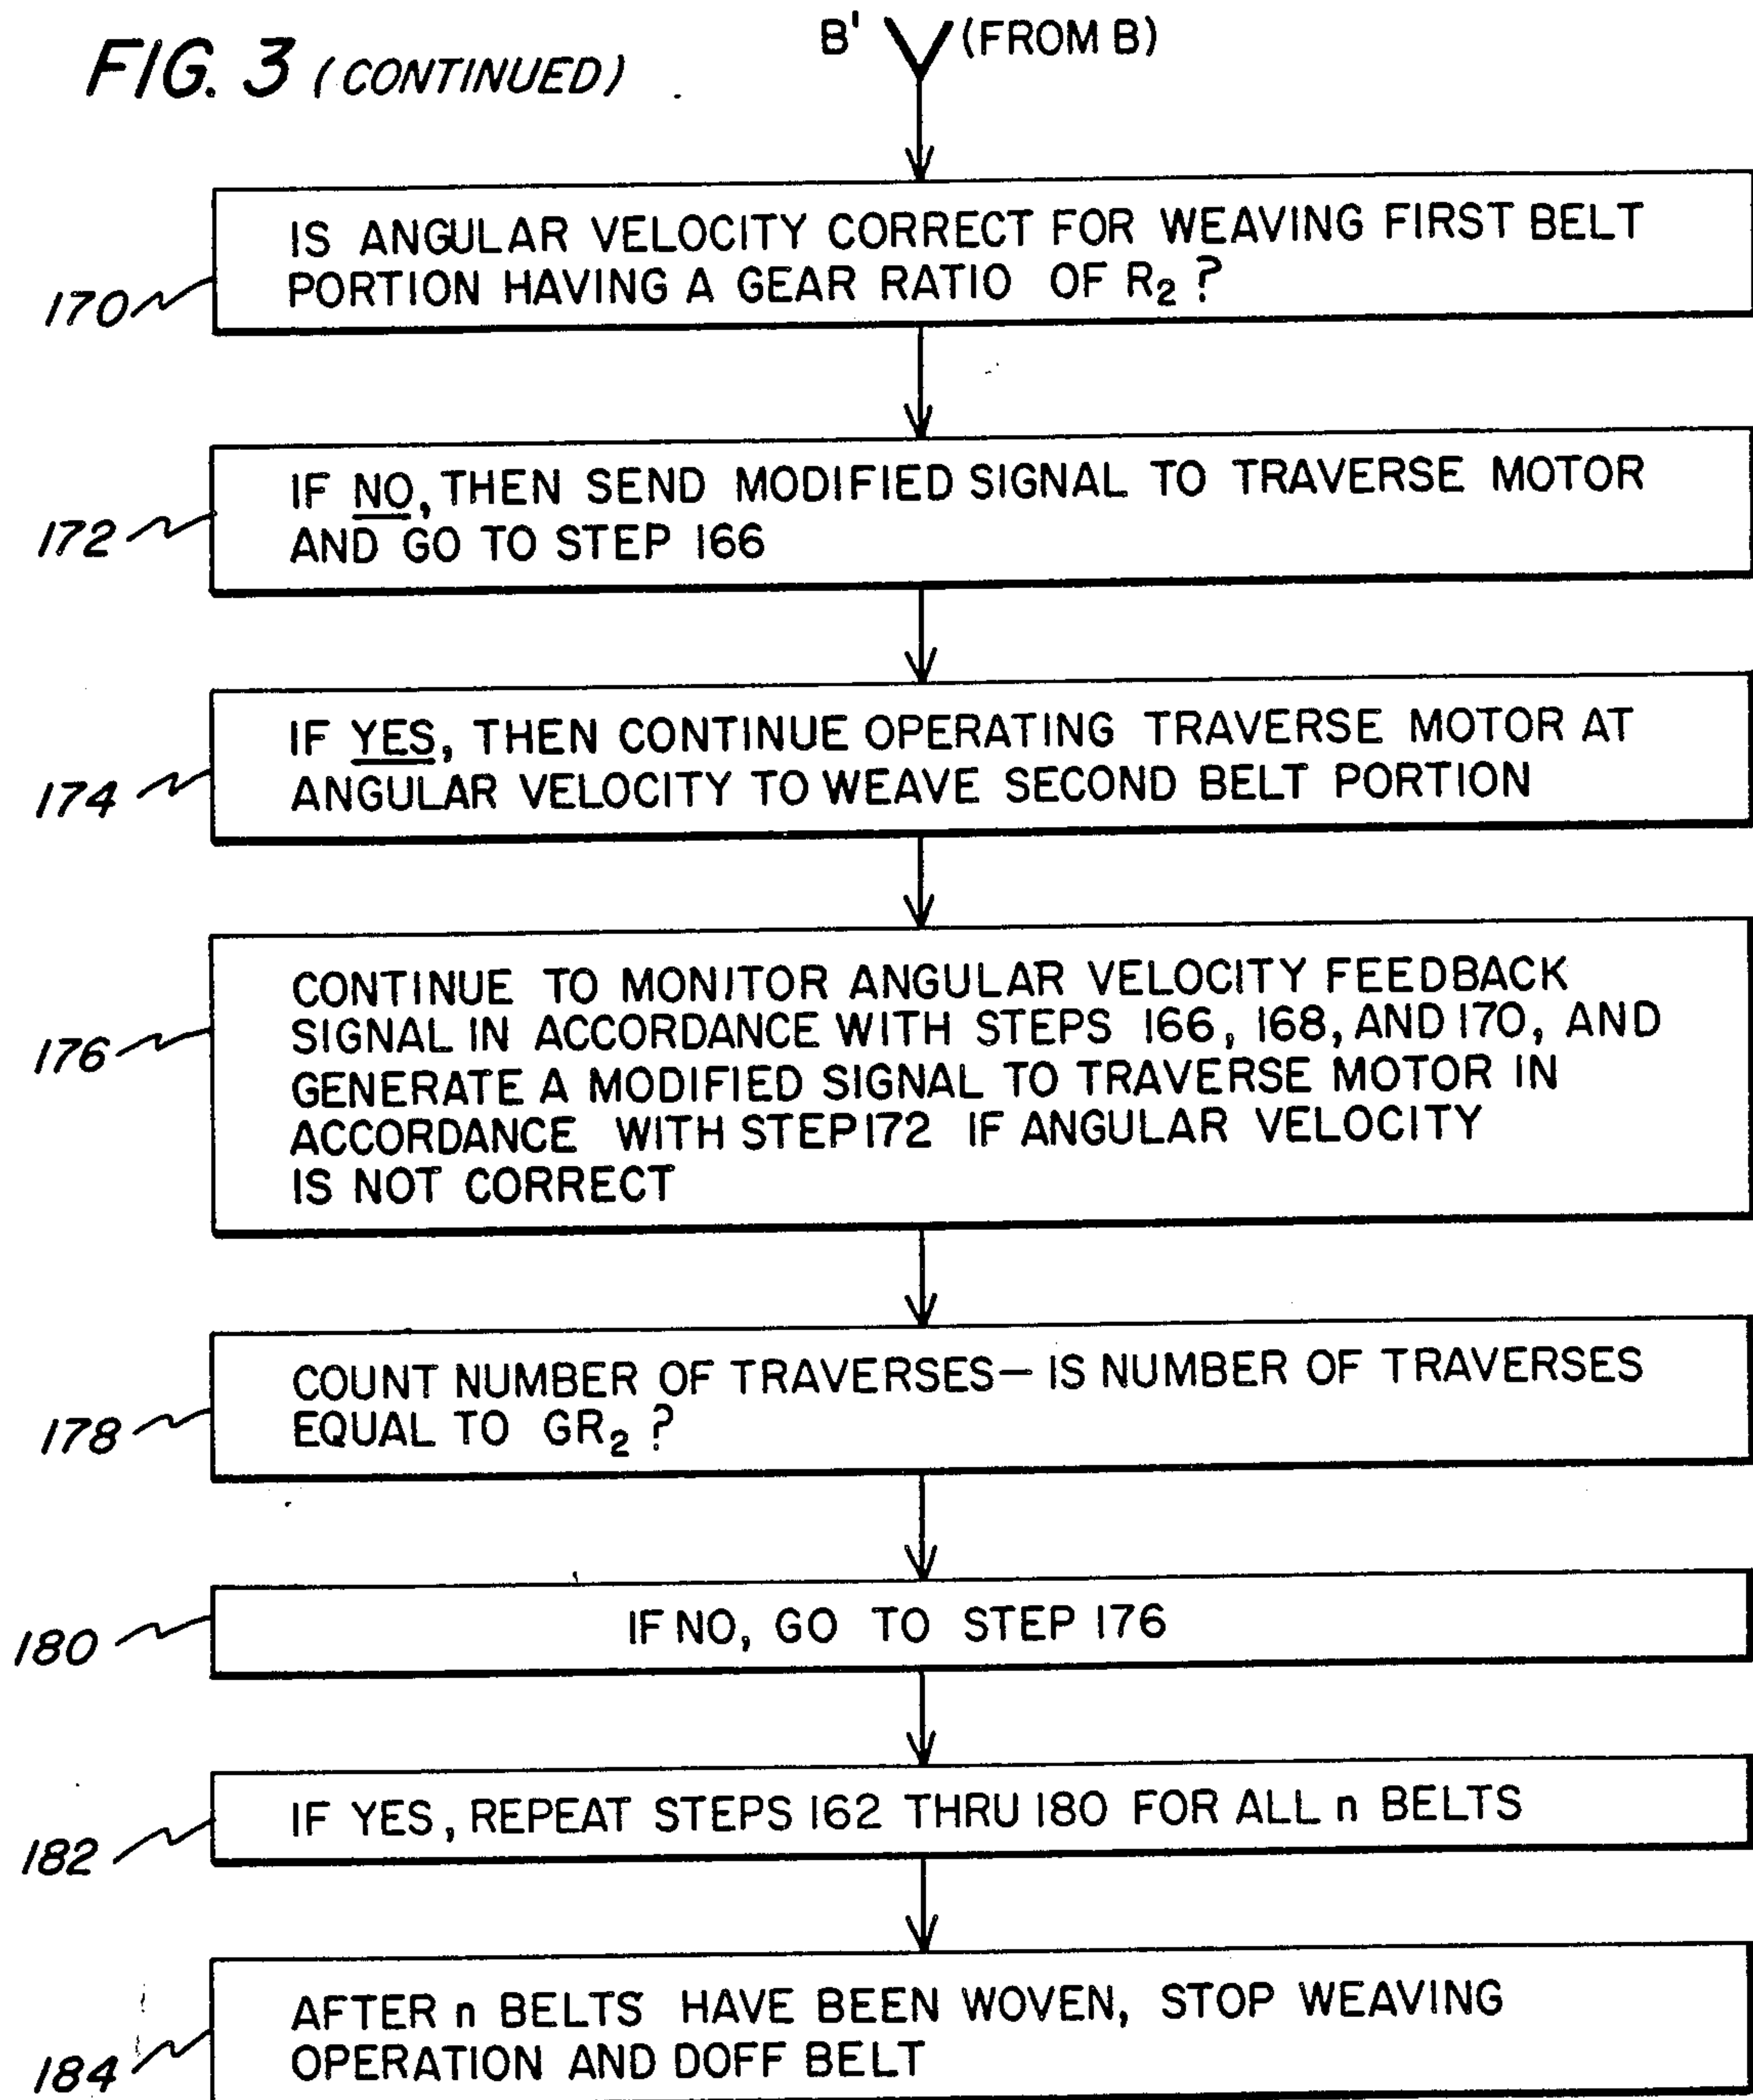 FIG. 3 (CONTINUED)
B' (FROM B)
IS ANGULAR VELOCITY CORRECT FOR WEAVING FIRST BELT
PORTION HAVING A GEAR RATIO OF R₂ ?
170
IF NO, THEN SEND MODIFIED SIGNAL TO TRAVERSE MOTOR
AND GO TO STEP 166
172
IF YES, THEN CONTINUE OPERATING TRAVERSE MOTOR AT
ANGULAR VELOCITY TO WEAVE SECOND BELT PORTION
174
CONTINUE TO MONITOR ANGULAR VELOCITY FEEDBACK
SIGNAL IN ACCORDANCE WITH STEPS 166, 168, AND 170, AND
GENERATE A MODIFIED SIGNAL TO TRAVERSE MOTOR IN
ACCORDANCE WITH STEP 172 IF ANGULAR VELOCITY
IS NOT CORRECT
176
COUNT NUMBER OF TRAVERSES— IS NUMBER OF TRAVERSES
EQUAL TO GR₂ ?
178
IF NO, GO TO STEP 176
180
IF YES, REPEAT STEPS 162 THRU 180 FOR ALL n BELTS
182
AFTER n BELTS HAVE BEEN WOVEN, STOP WEAVING
OPERATION AND DOFF BELT
184